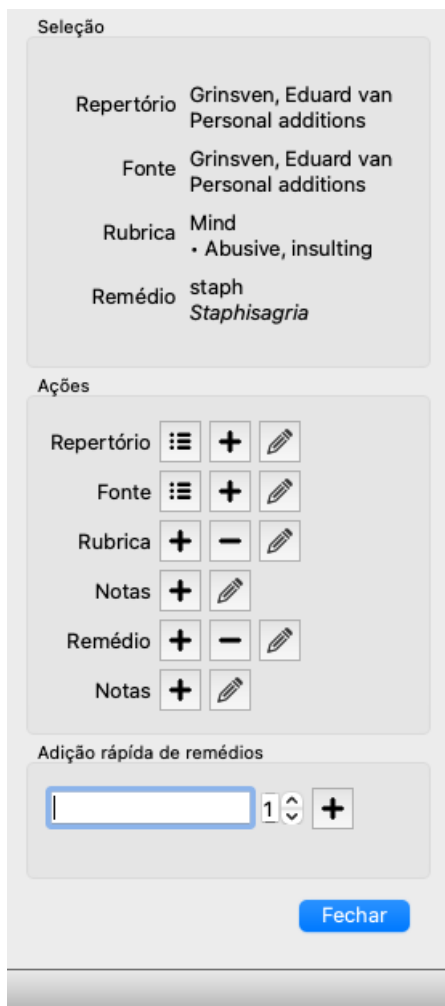 Seleção
Repertório Grinsven, Eduard van
Personal additions
Fonte Grinsven, Eduard van
Personal additions
Rubrica Mind
• Abusive, insulting
Remédio staph
Staphisagria
Ações
Repertório
Fonte
Rubrica
Notas
Remédio
Notas
Adição rápída de remédios
1
Fechar